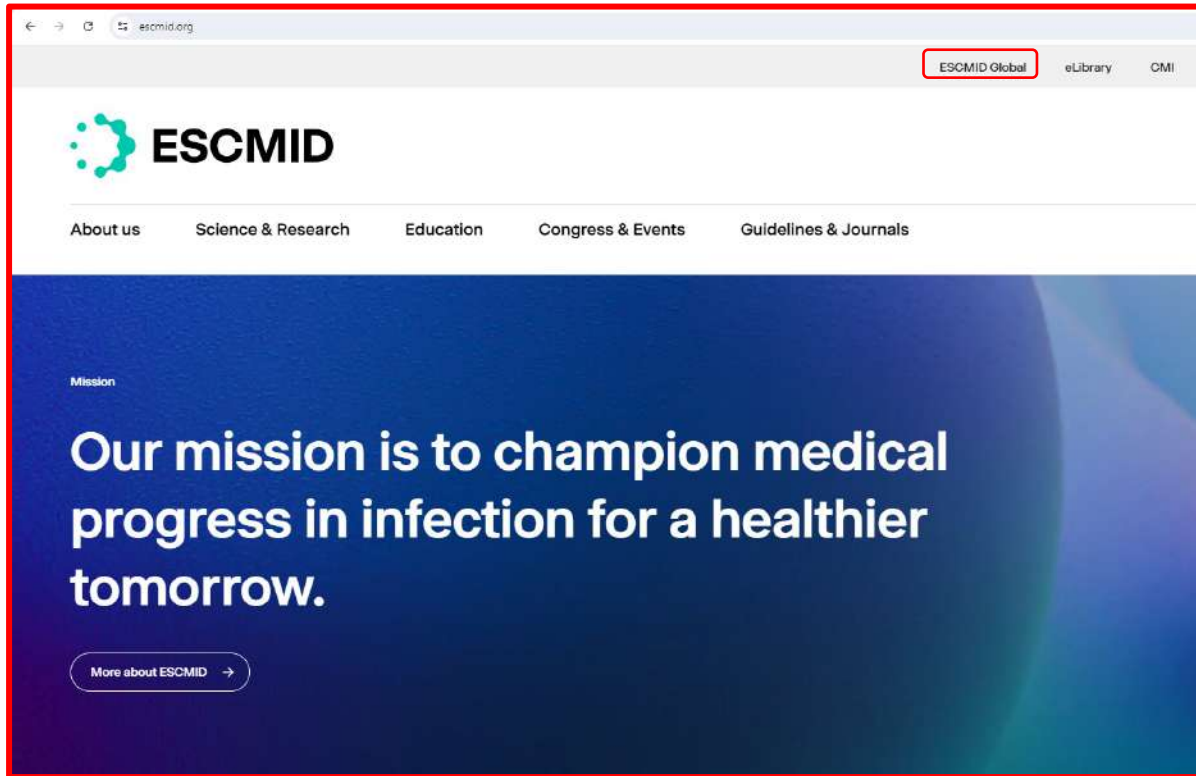 escmid.org
ESCMID Global eLibrary CMI
ESCMID
About us Science & Research Education Congress & Events Guidelines & Journals
Mission
Our mission is to champion medical
progress in infection for a healthier
tomorrow.
More about ESCMID →